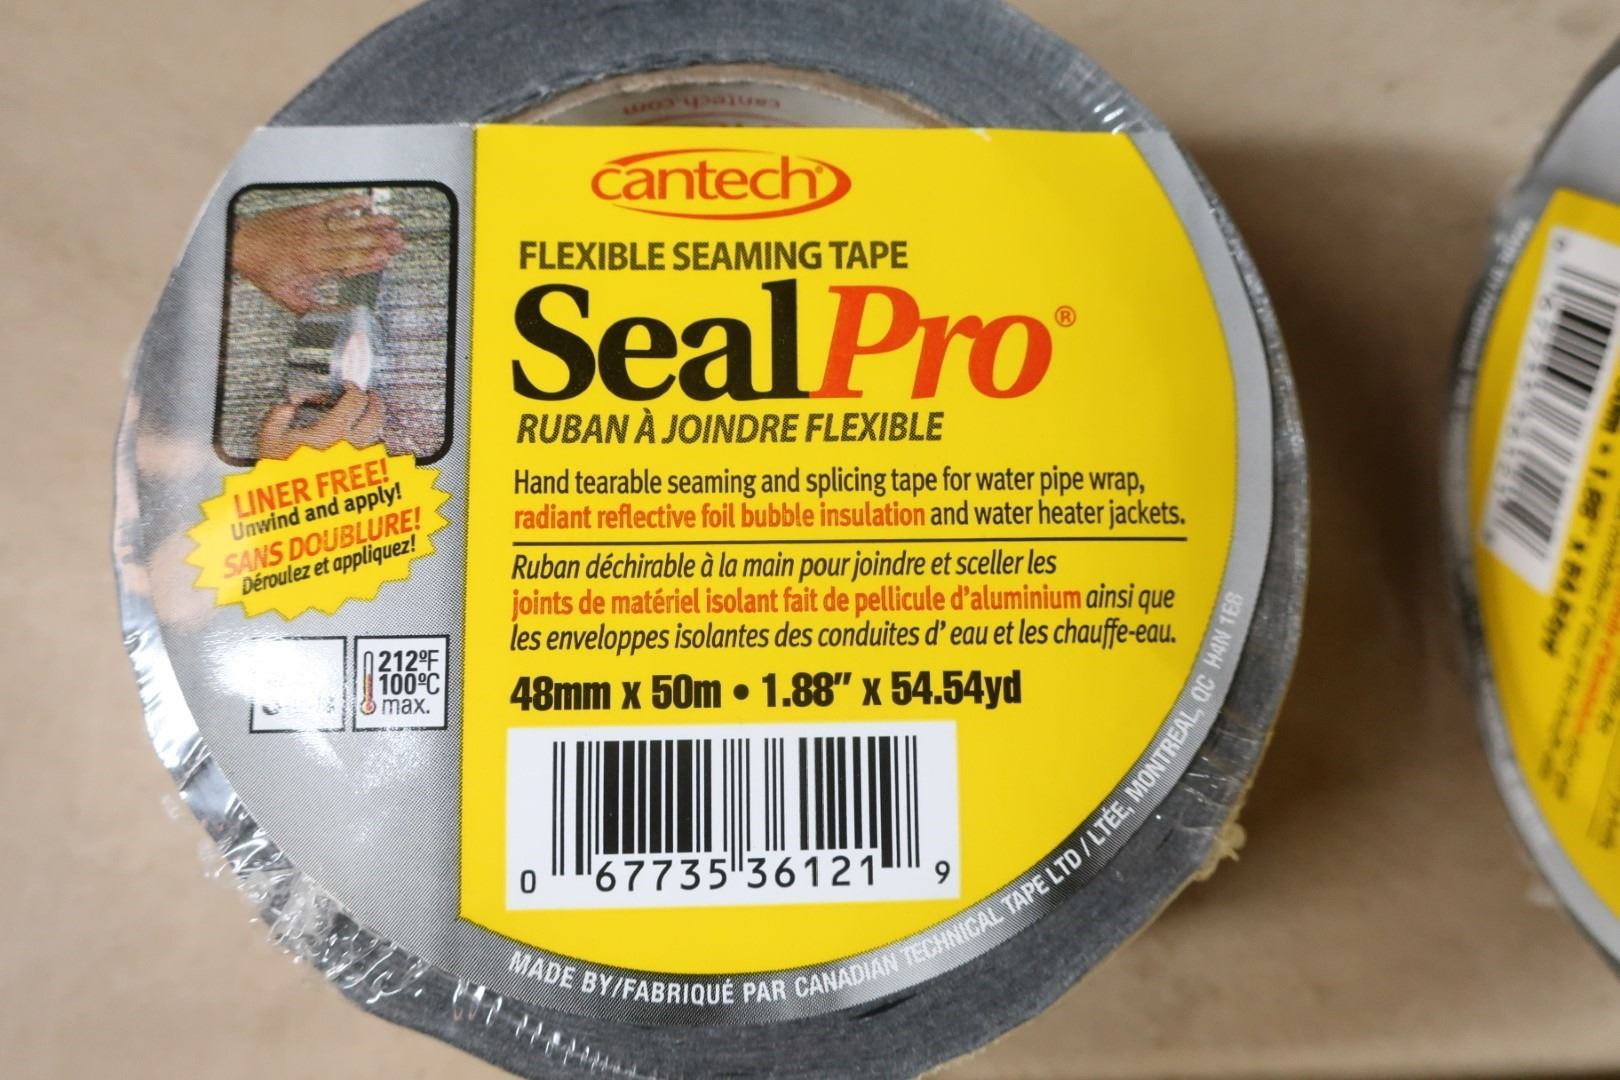 cantech.com
cantech®
FLEXIBLE SEAMING TAPE
SealPro®
RUBAN À JOINDRE FLEXIBLE
Hand tearable seaming and splicing tape for water pipe wrap,
radiant reflective foil bubble insulation and water heater jackets.
Ruban déchirable à la main pour joindre et sceller les
joints de matériel isolant fait de pellicule d'aluminium ainsi que
les enveloppes isolantes des conduites d' eau et les chauffe-eau.
48mm x 50m • 1.88" x 54.54yd
0 67735 36121 9
LINER FREE!
Unwind and apply!
SANS DOUBLURE!
Déroulez et appliquez!
212ºF
100ºC
max.
MADE BY/FABRIQUÉ PAR CANADIAN TECHNICAL TAPE LTD / LTÉE, MONTREAL, QC H4N 1E8